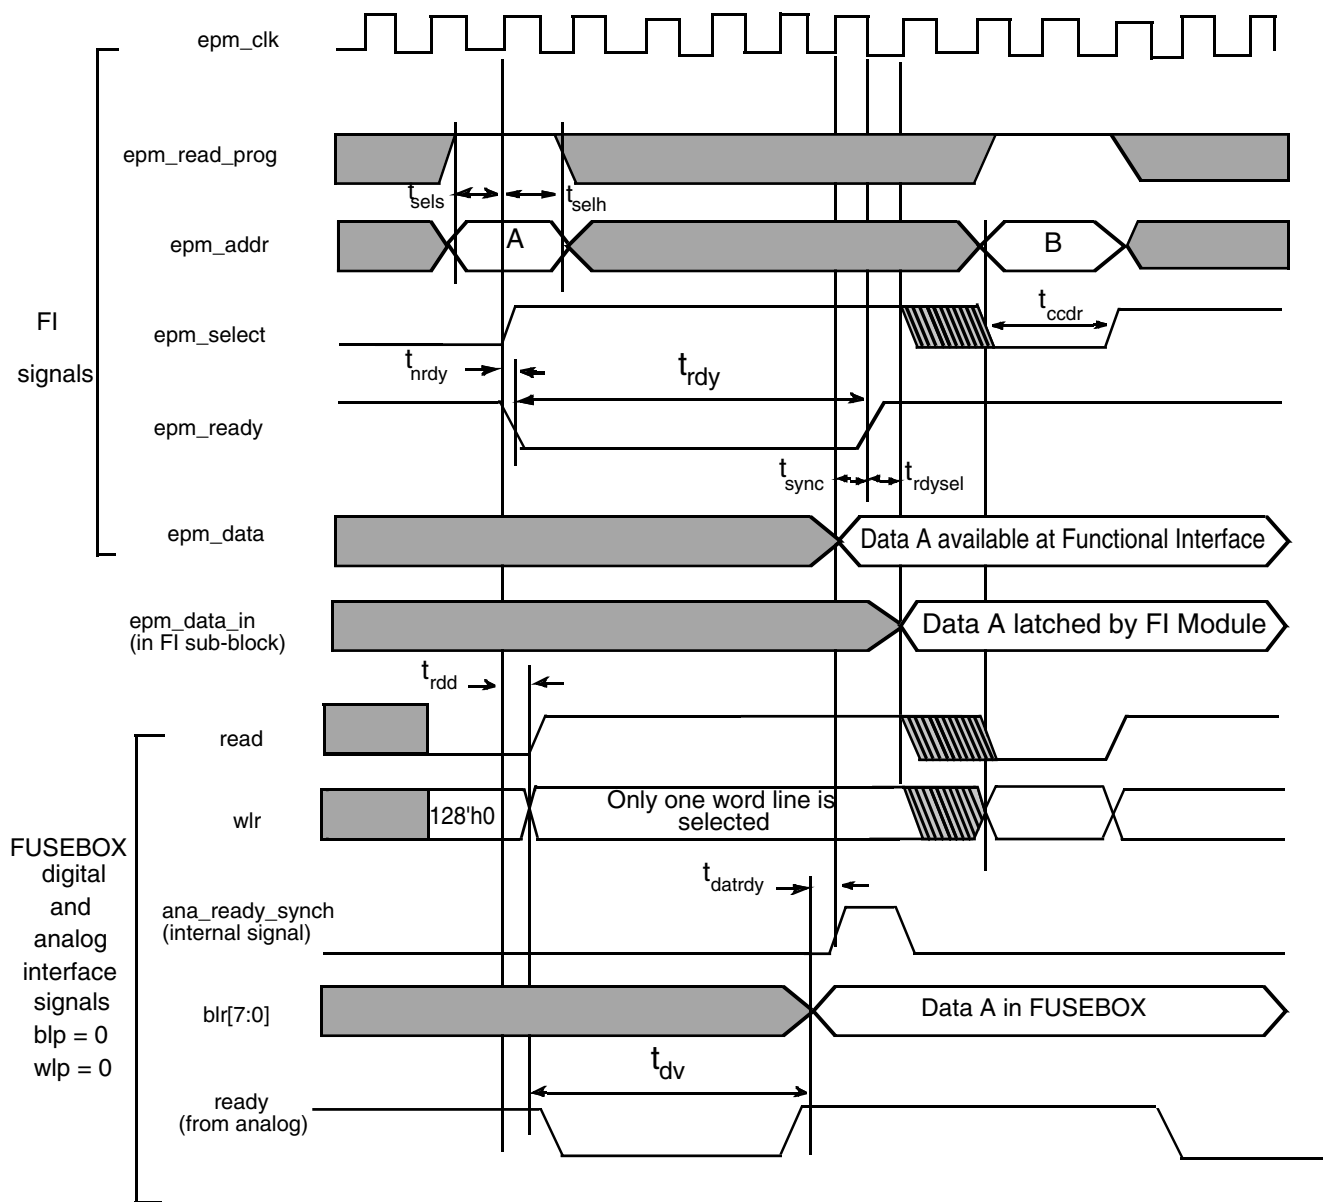 epm_clk
epm_read_prog
tsels
tselh
epm_addr
A
B
FI
signals
epm_select
tccdr
tnrdy
trdy
epm_ready
tsync
trdysel
epm_data
Data A available at Functional Interface
epm_data_in
(in FI sub-block)
Data A latched by FI Module
trdd
read
wlr
128'h0
Only one word line is
selected
FUSEBOX
digital
and
analog
interface
signals
blp = 0
wlp = 0
tdatrdy
ana_ready_synch
(internal signal)
blr[7:0]
Data A in FUSEBOX
tdv
ready
(from analog)